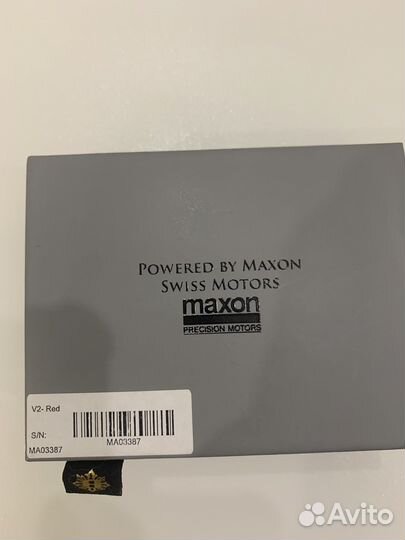 POWERED BY MAXON
SWISS MOTORS
maxon
PRECISION MOTORS
V2- Red
S/N:
MA03387
MA03387
Avito